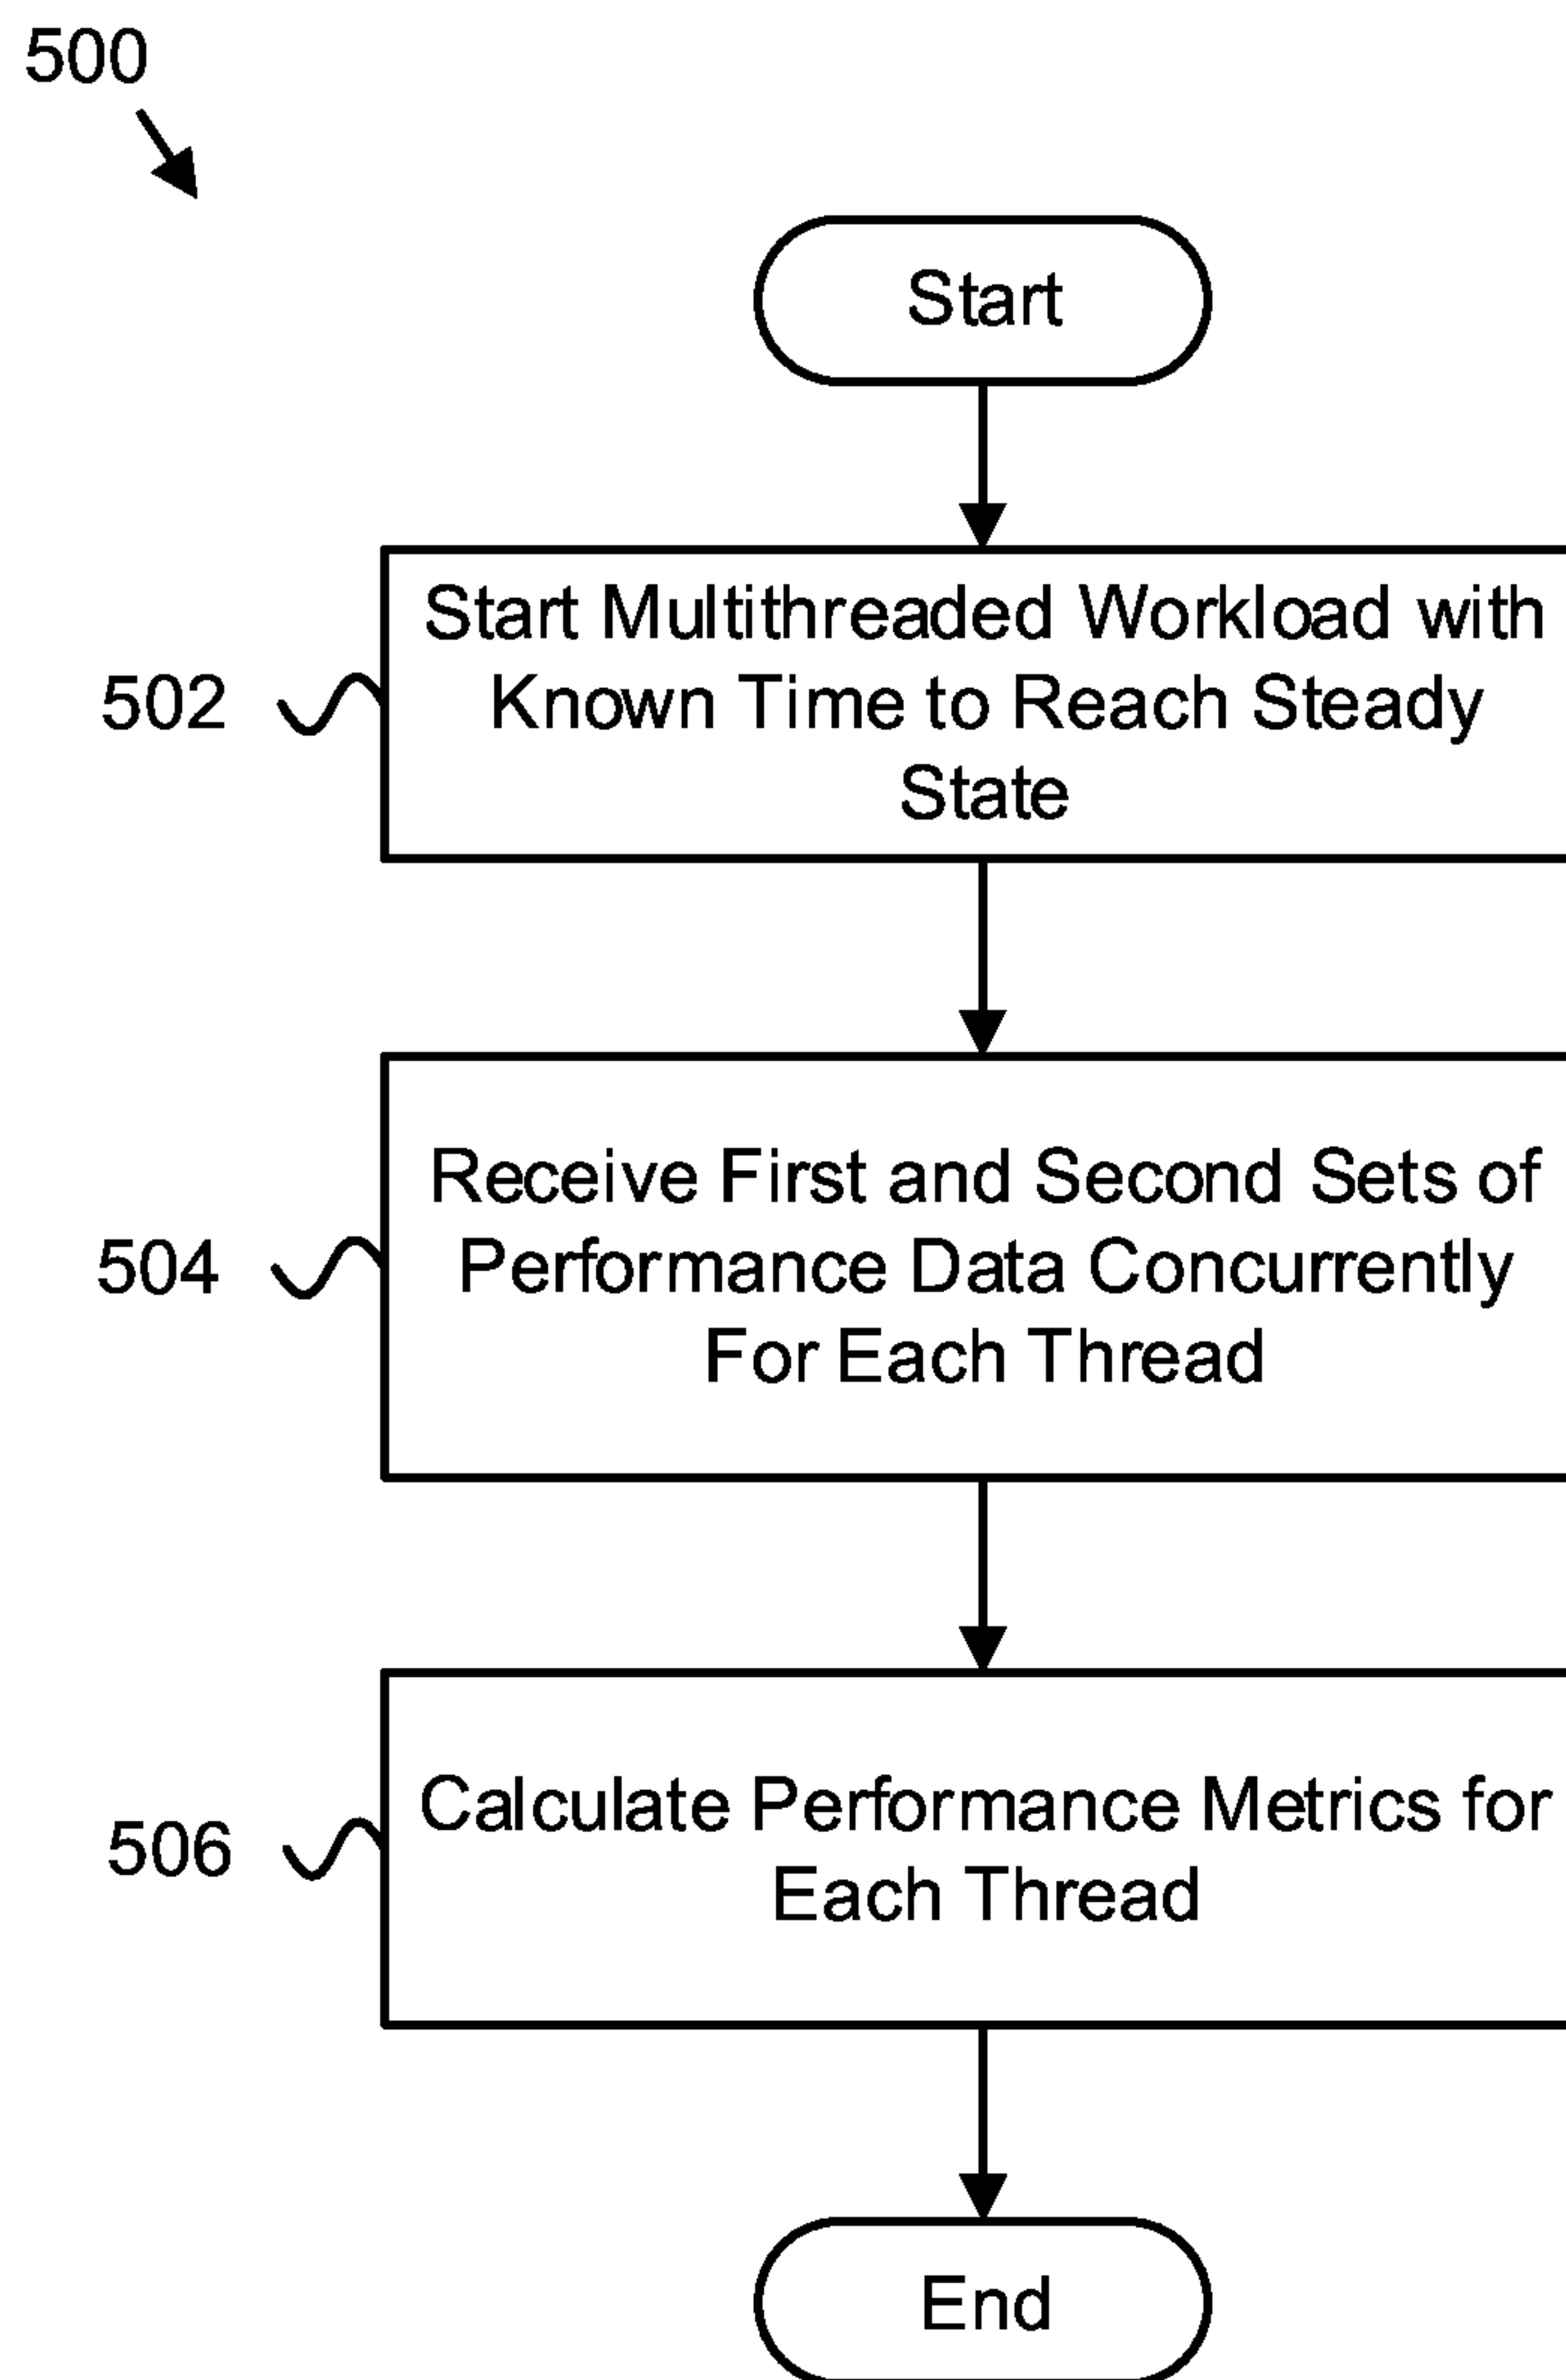 500
Start
Start Multithreaded Workload with
Known Time to Reach Steady
State
502
Receive First and Second Sets of
Performance Data Concurrently
For Each Thread
504
Calculate Performance Metrics for
Each Thread
506
End